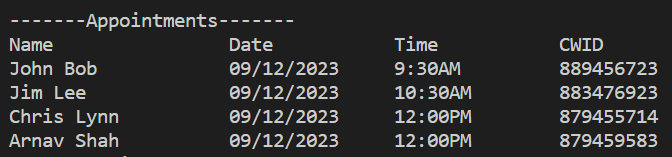 -------Appointments-------
Name Date Time CWID
John Bob 09/12/2023 9:30AM 889456723
Jim Lee 09/12/2023 10:30AM 883476923
Chris Lynn 09/12/2023 12:00PM 879455714
Arnav Shah 09/12/2023 12:00PM 879459583